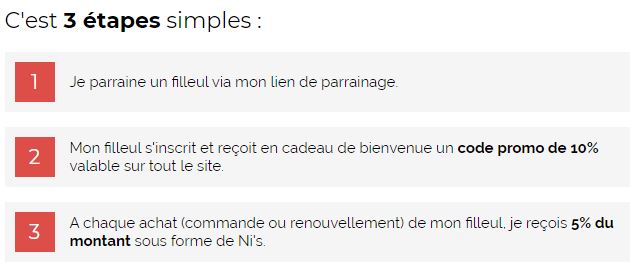 C'est 3 étapes simples :
1
Je parraine un filleul via mon lien de parrainage.
2
Mon filleul s'inscrit et reçoit en cadeau de bienvenue un code promo de 10%
valable sur tout le site.
3
A chaque achat (commande ou renouvellement) de mon filleul, je reçois 5% du
montant sous forme de Ni's.